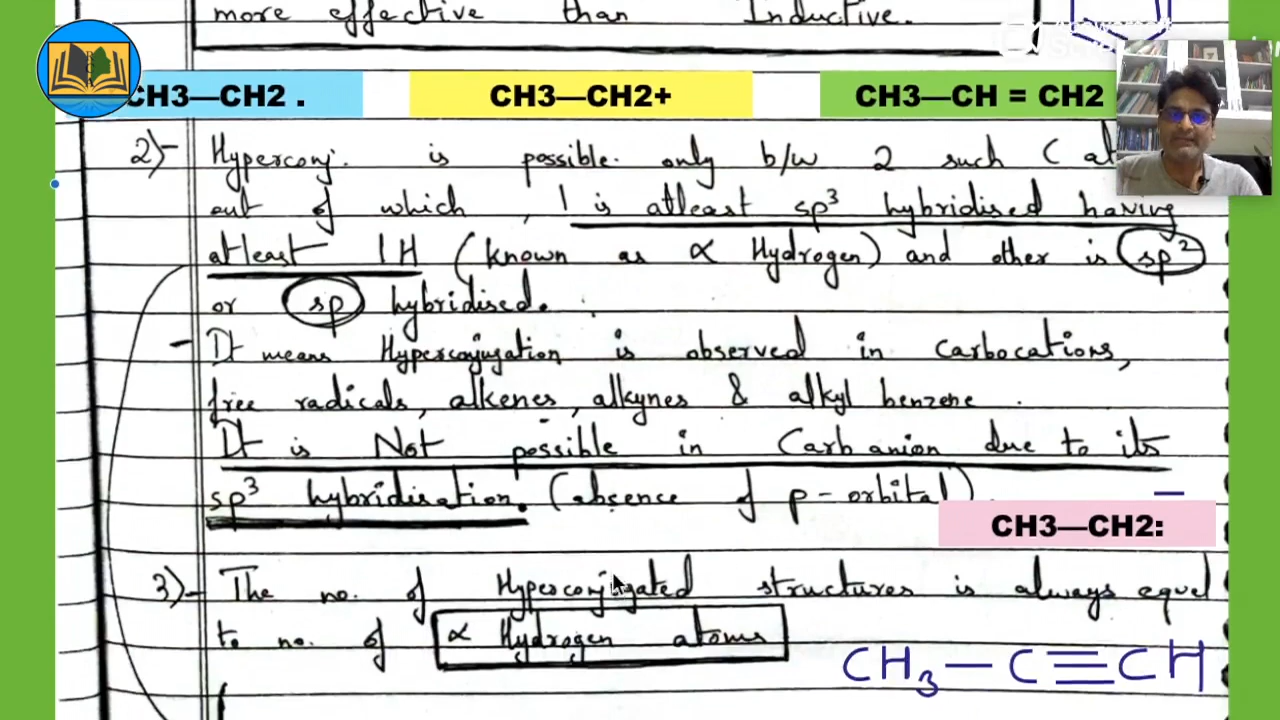 more effective than Inductive.
CH3—CH2 .
CH3—CH2+
CH3—CH = CH2
2)- Hyperconj. is possible only b/w 2 such C
out of which , 1 is atleast sp³ hybridised having
atleast 1H (known as ∝ Hydrogen) and other is sp²
or sp hybridised.
- It means Hyperconjugation is observed in Carbocations,
free radicals, alkenes, alkynes & alkyl benzene .
It is Not possible in Carbanion due to its
sp³ hybridisation. (absence of p-orbital)
CH3—CH2:
3)- The no. of Hyperconjugated structures is always equal
to no. of ∝ Hydrogen atoms
CH₃—C≡CH